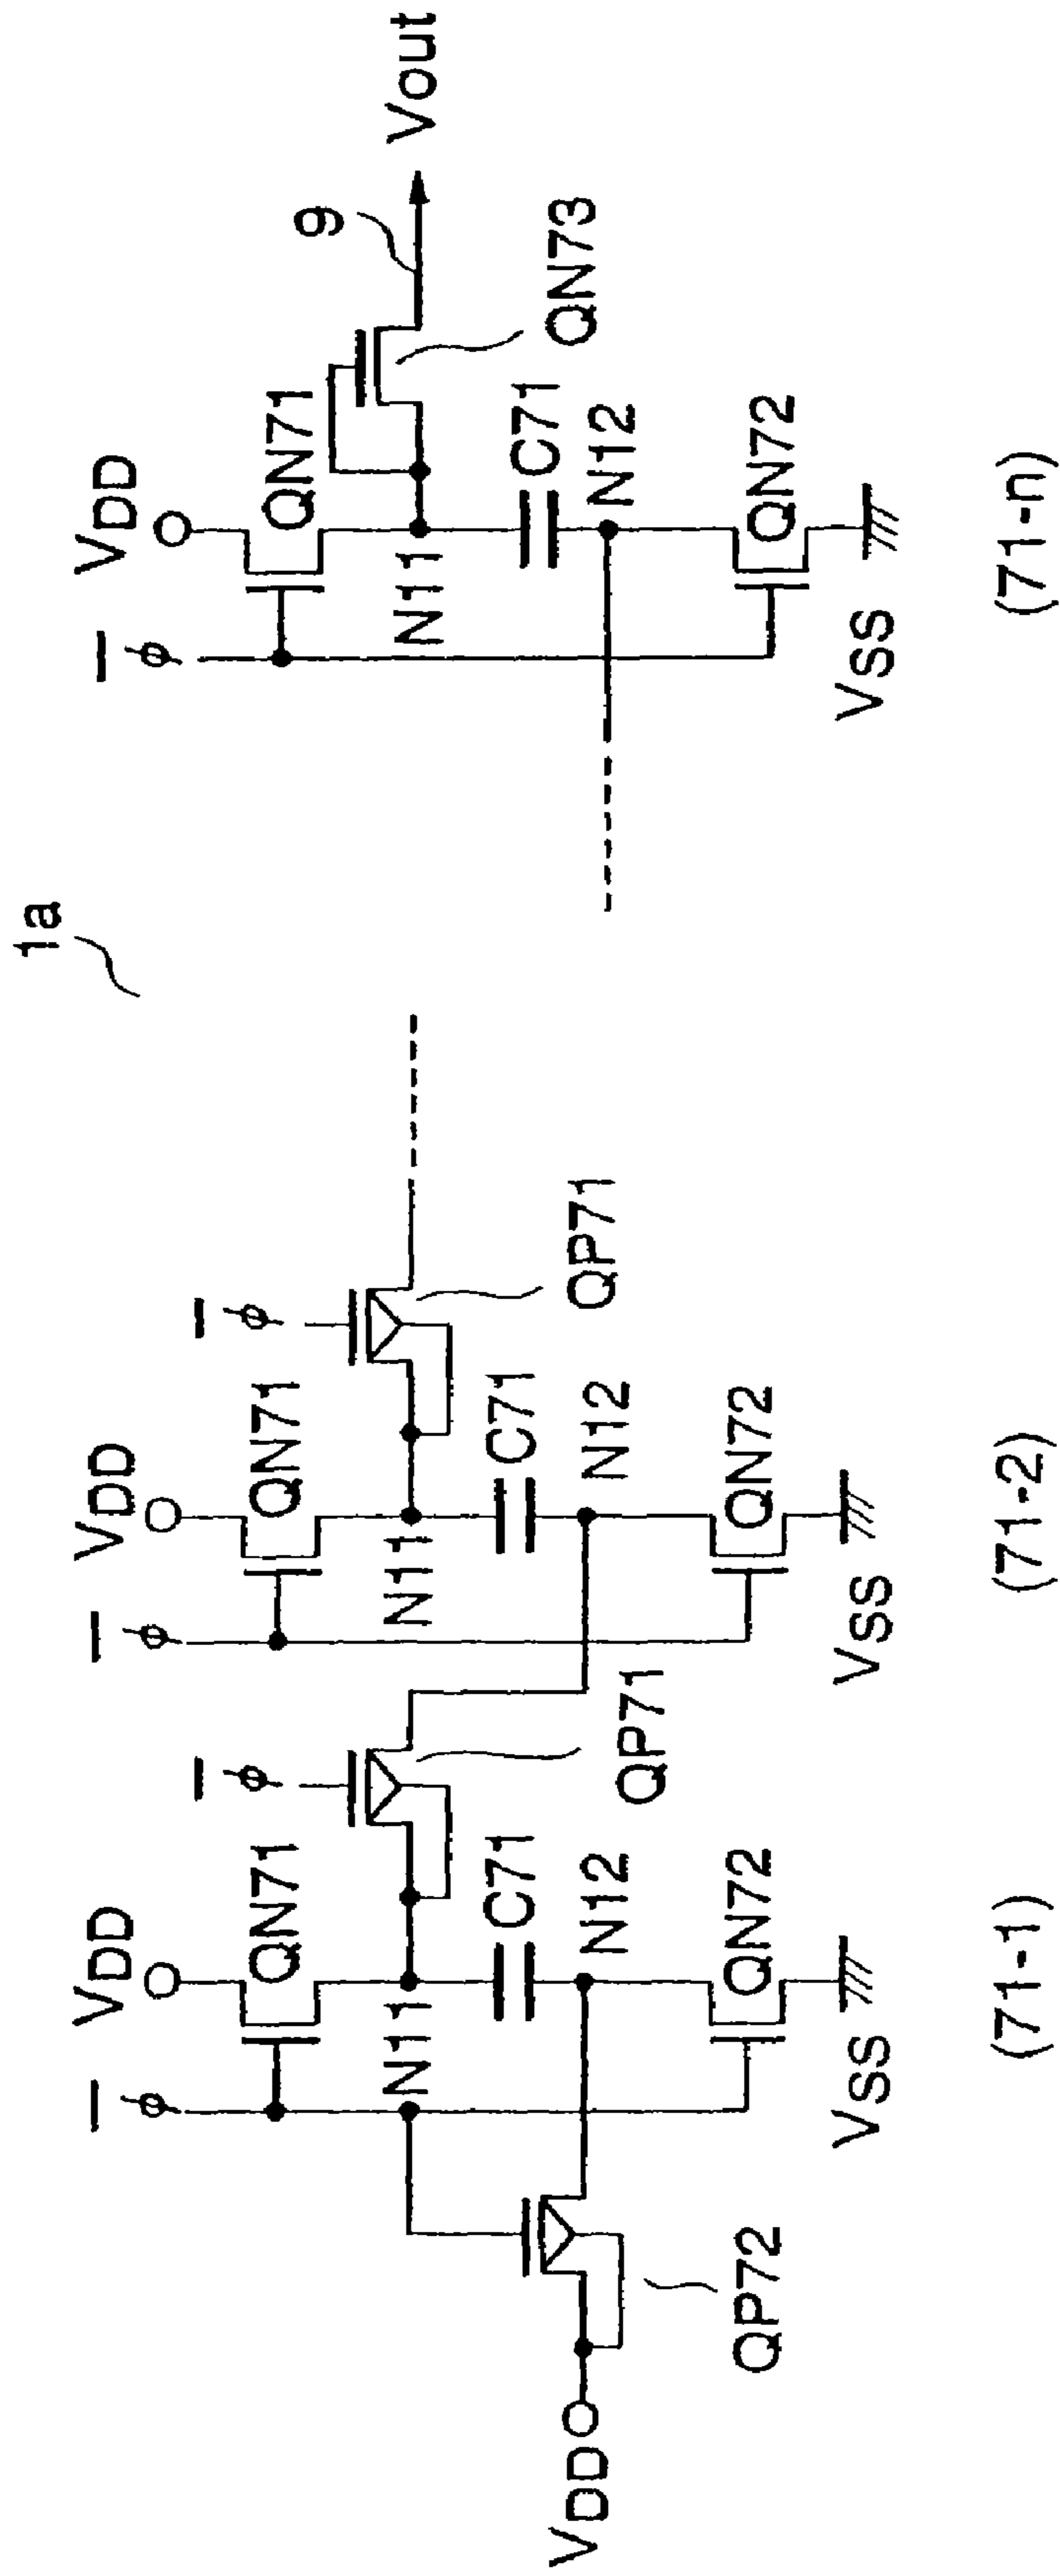 1a
V̅DD
φ̅
QN71
N11
C71
N12
QN72
VSS
VDD
QP72
(71-1)
φ̅
QP71
VDD
φ̅
QN71
N11
C71
N12
QN72
VSS
(71-2)
φ̅
QP71
VDD
φ̅
QN71
N11
C71
N12
QN72
VSS
(71-n)
QN73
9
Vout